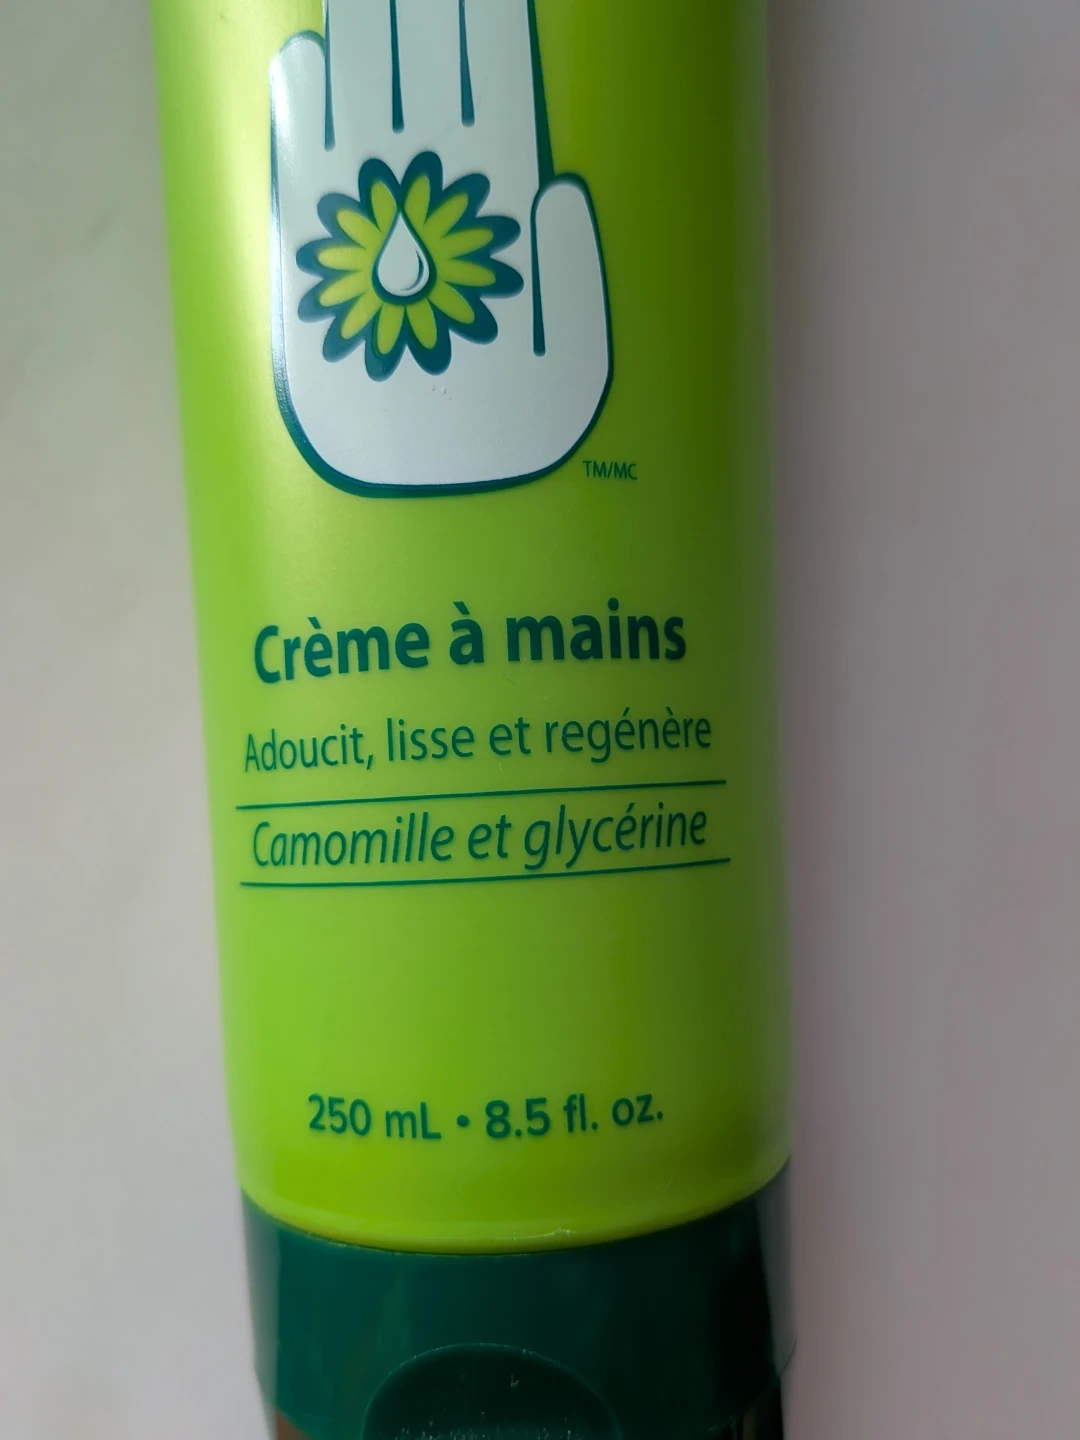 TM/MC
Crème à mains
Adoucit, lisse et regénère
Camomille et glycérine
250 mL • 8.5 fl. oz.